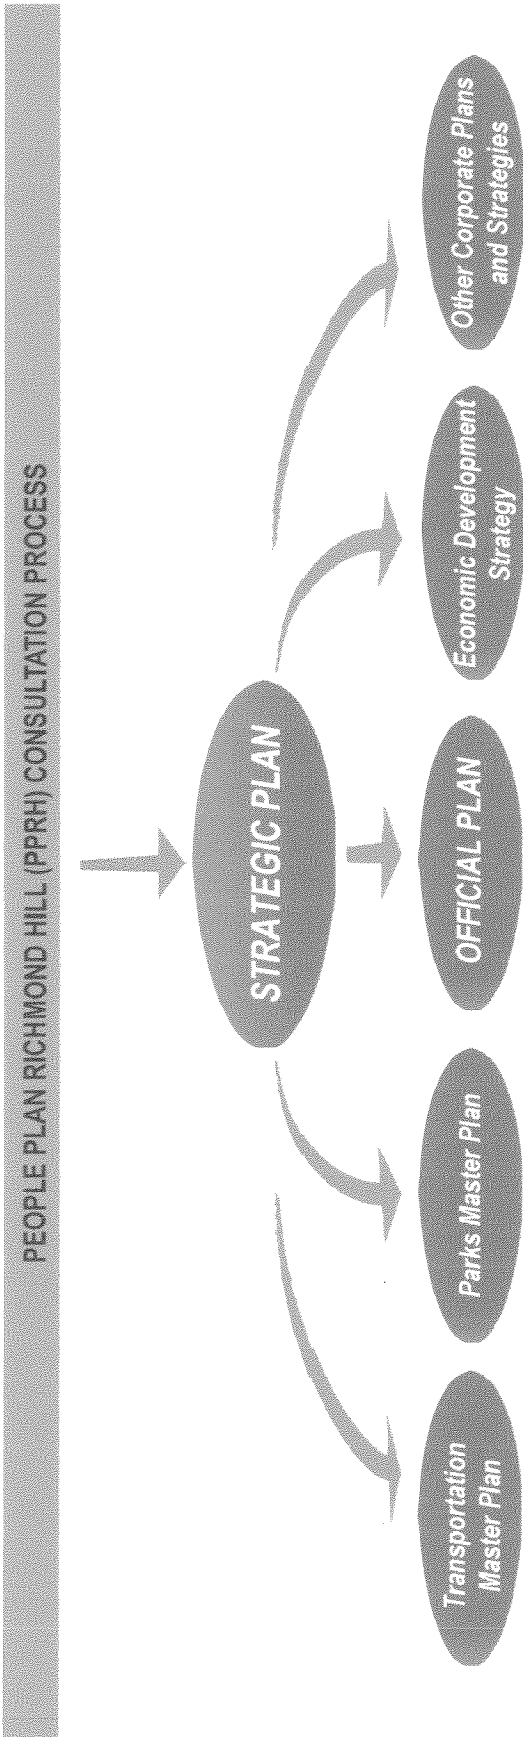 PEOPLE PLAN RICHMOND HILL (PPRH) CONSULTATION PROCESS
STRATEGIC PLAN
Transportation
Master Plan
Parks Master Plan
OFFICIAL PLAN
Economic Development
Strategy
Other Corporate Plans
and Strategies